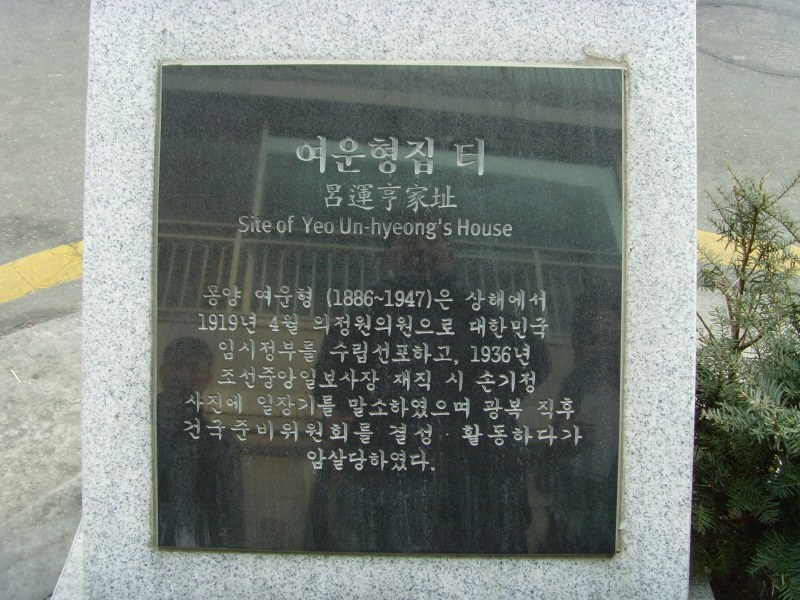 여운형집 터
呂運亨家址
Site of Yeo Un-hyeong's House
몽양 여운형 (1886~1947)은 상해에서
1919년 4월 의정원의원으로 대한민국
임시정부를 수립선포하고, 1936년
조선중앙일보사장 재직 시 손기정
사진에 일장기를 말소하였으며 광복 직후
건국준비위원회를 결성·활동하다가
암살당하였다.